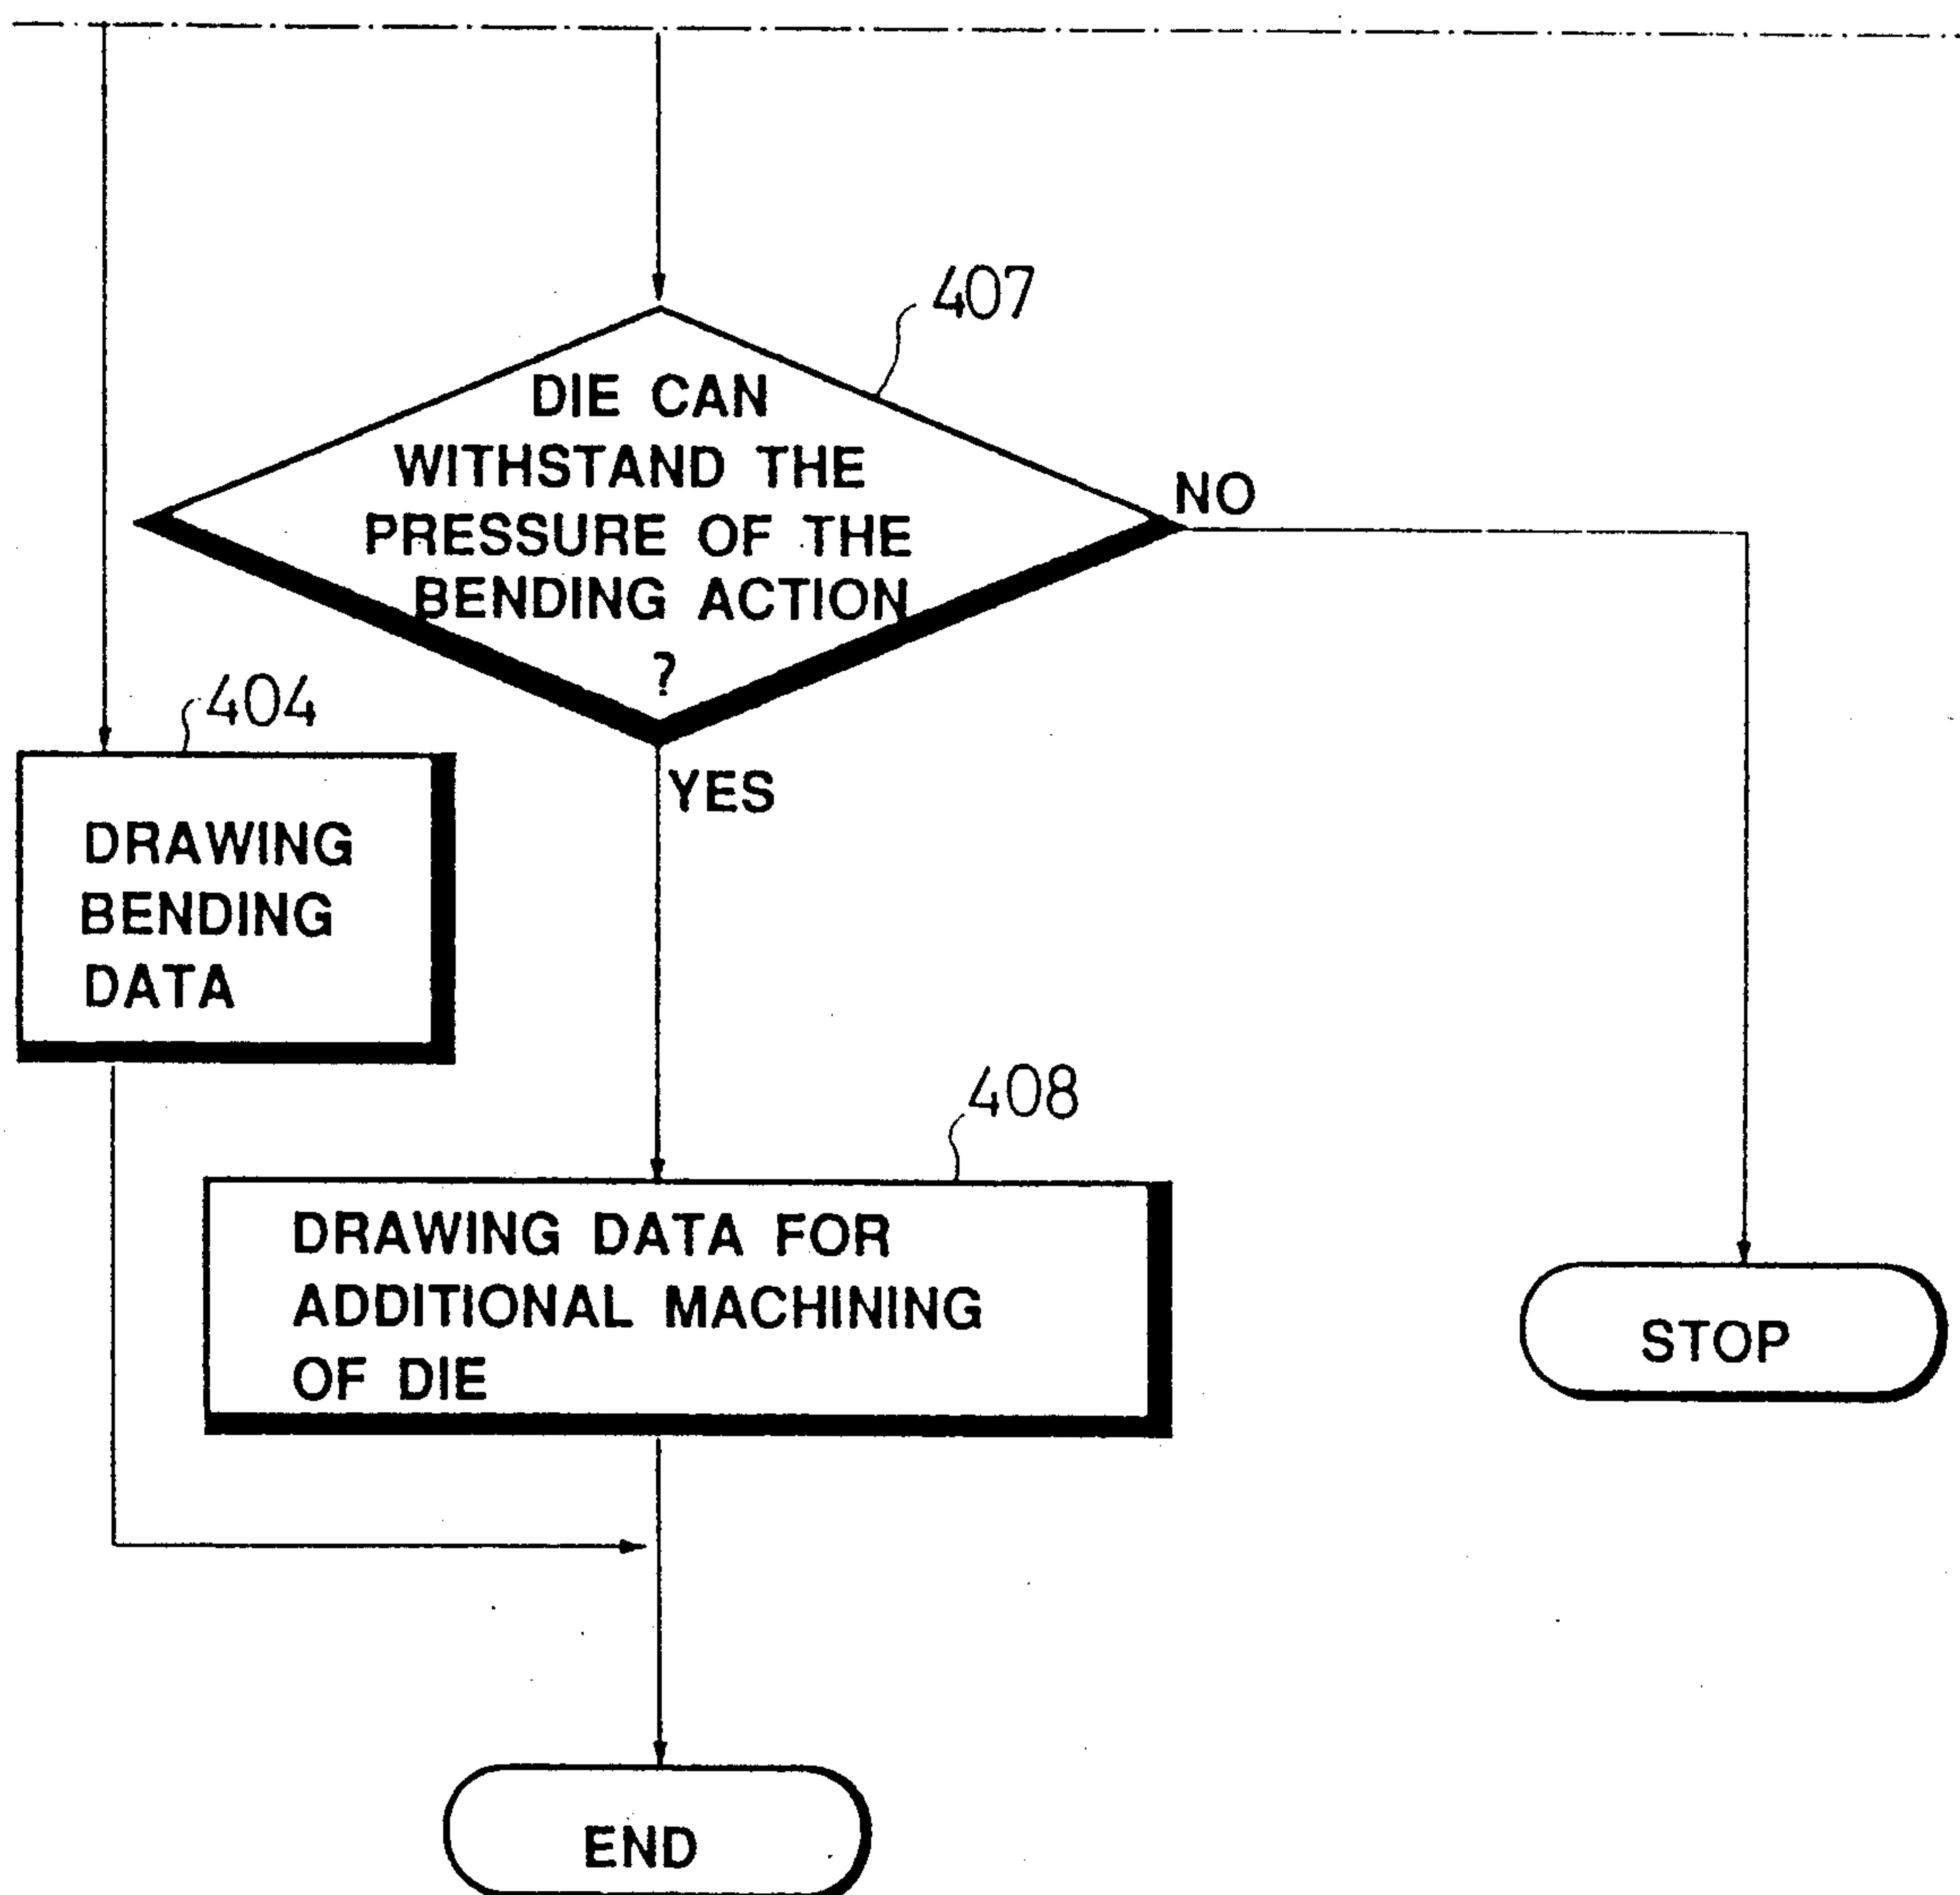 407
DIE CAN
WITHSTAND THE
PRESSURE OF THE
BENDING ACTION
?
NO
YES
404
DRAWING
BENDING
DATA
408
DRAWING DATA FOR
ADDITIONAL MACHINING
OF DIE
STOP
END